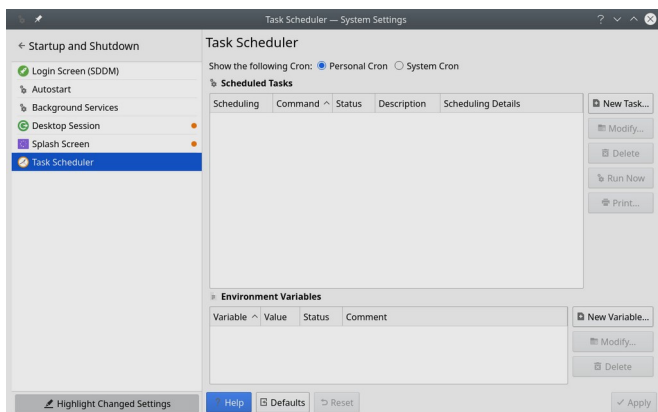 Task Scheduler — System Settings
Startup and Shutdown
Login Screen (SDDM)
Autostart
Background Services
Desktop Session
Splash Screen
Task Scheduler
Highlight Changed Settings
Task Scheduler
Show the following Cron: Personal Cron System Cron
Scheduled Tasks
Scheduling Command Status Description Scheduling Details
New Task...
Modify...
Delete
Run Now
Print...
Environment Variables
Variable Value Status Comment
New Variable...
Modify...
Delete
Help Defaults Reset Apply